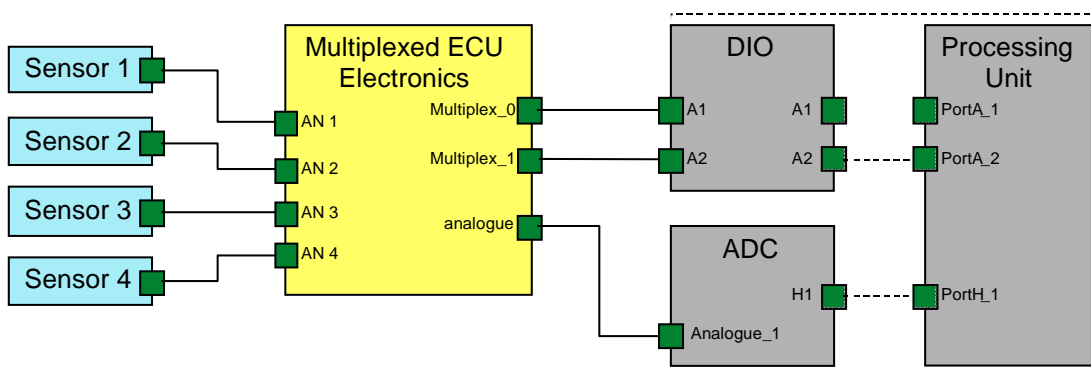 Sensor 1
Sensor 2
Sensor 3
Sensor 4
Multiplexed ECU
Electronics
AN 1
AN 2
AN 3
AN 4
Multiplex_0
Multiplex_1
analogue
DIO
A1
A1
A2
A2
ADC
H1
Analogue_1
Processing
Unit
PortA_1
PortA_2
PortH_1